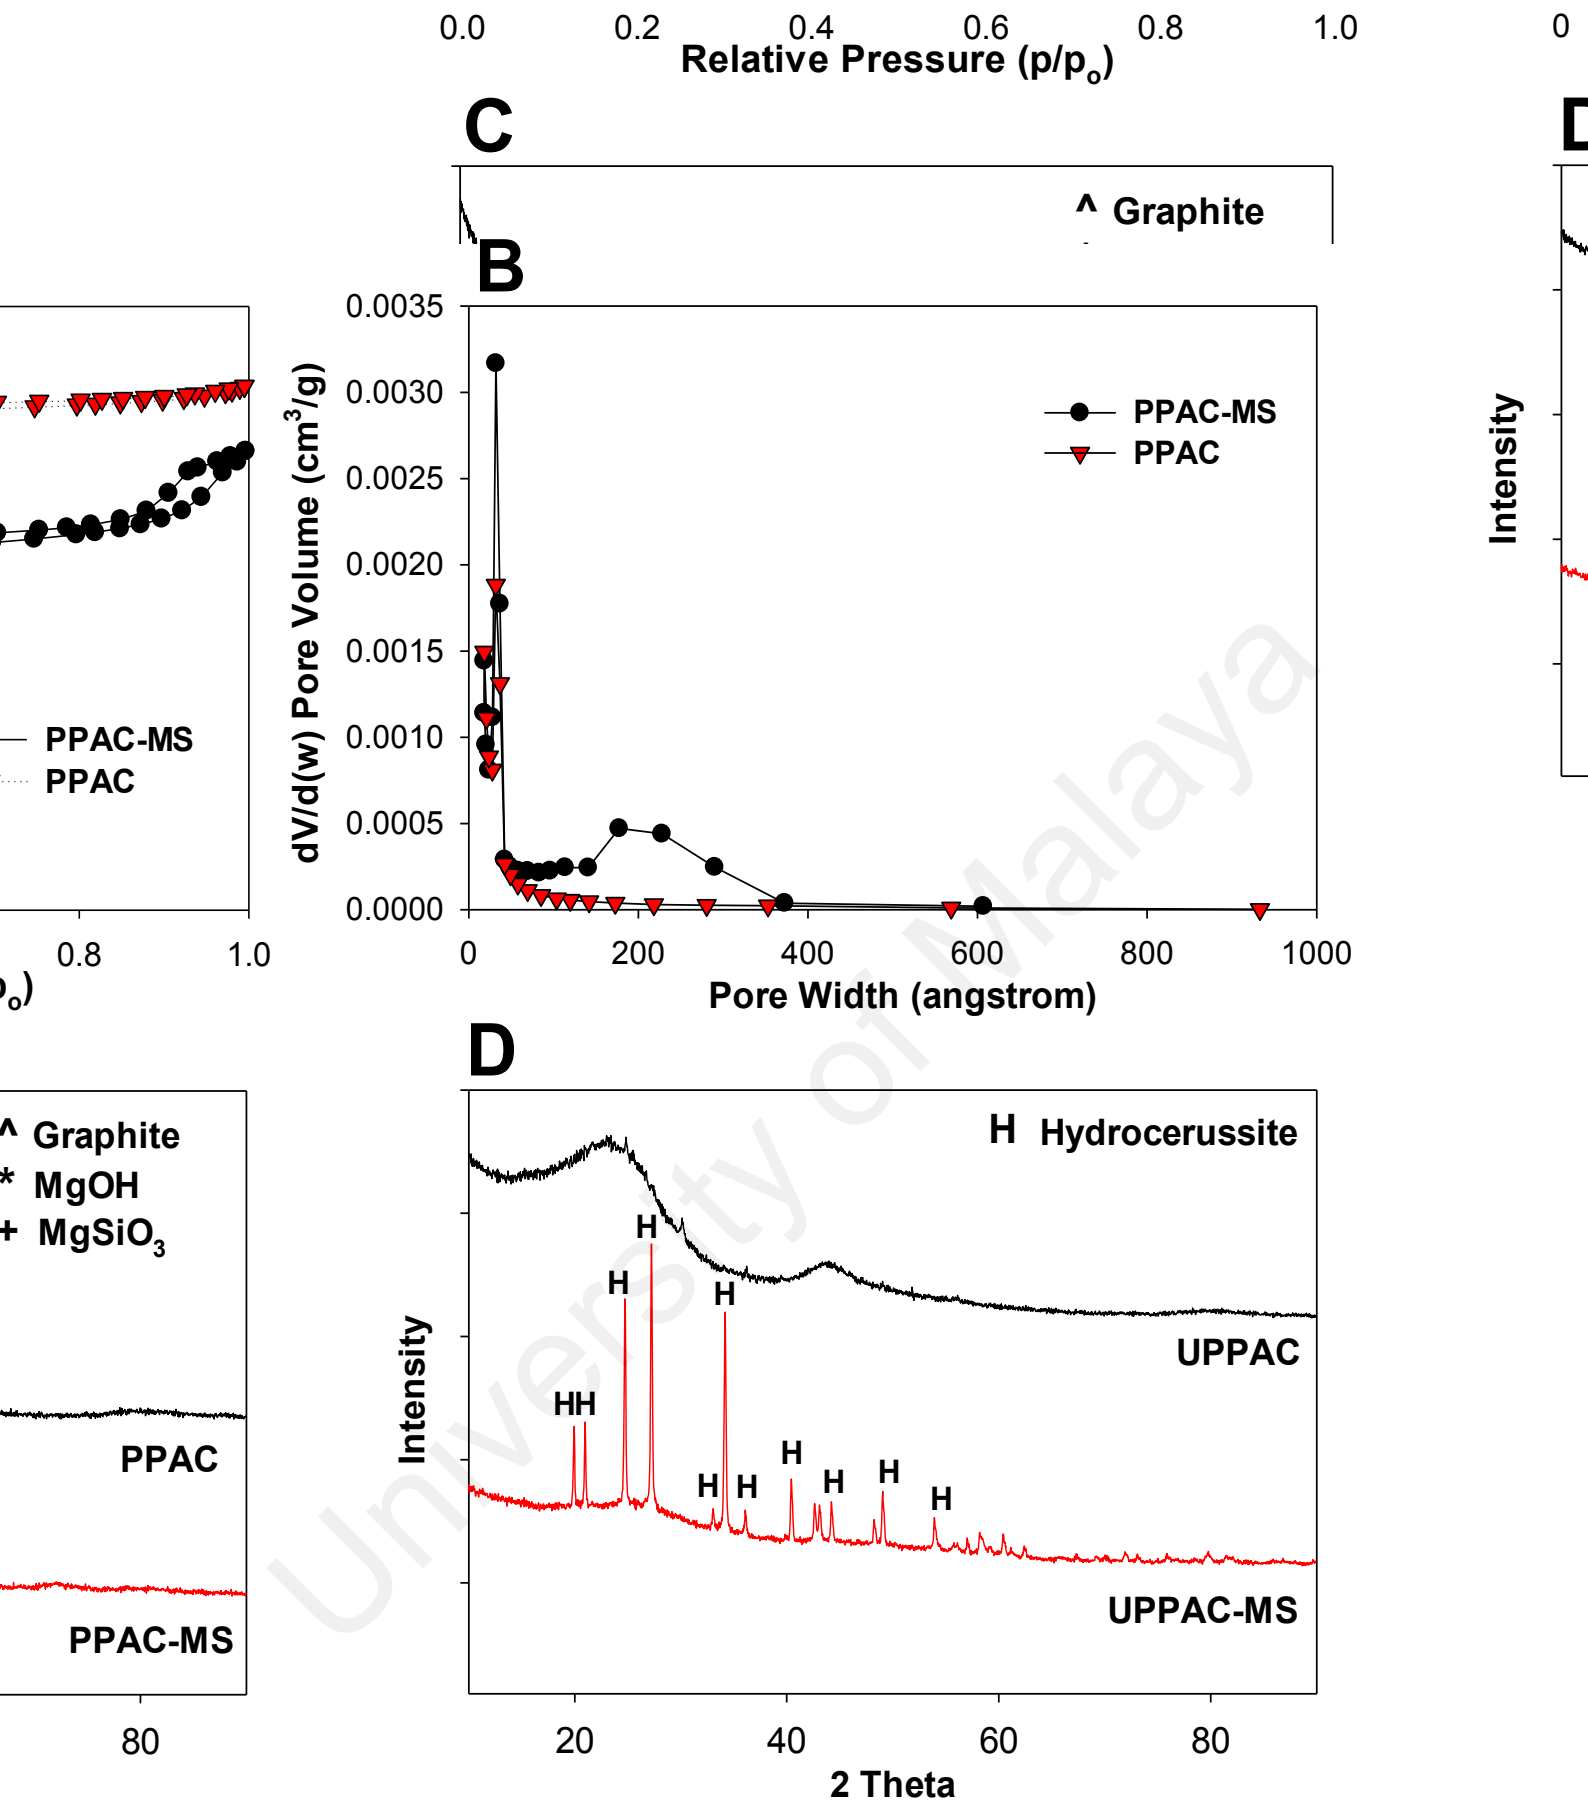 0.0 0.2 0.4 0.6 0.8 1.0 0
Relative Pressure (p/pₒ)
C
^ Graphite
B
0.0035
0.0030
0.0025
0.0020
0.0015
0.0010
0.0005
0.0000
dV/d(w) Pore Volume (cm³/g)
PPAC-MS
PPAC
0 200 400 600 800 1000
Pore Width (angstrom)
PPAC-MS
PPAC
0.8 1.0
Intensity
D
H Hydrocerussite
H
H
H
HH
H
H
H
H
H
H
UPPAC
UPPAC-MS
Intensity
20 40 60 80
2 Theta
^ Graphite
* MgOH
+ MgSiO₃
PPAC
PPAC-MS
80
University of Malaya